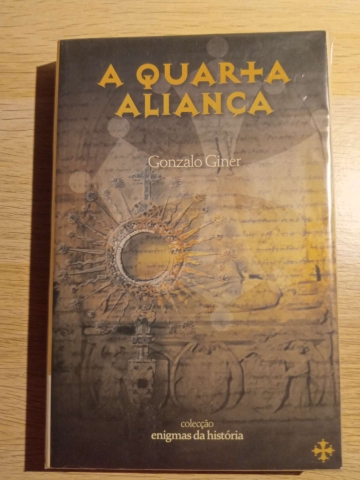 A QUARTA
ALIANÇA
Gonzalo Giner
colecção
enigmas da história